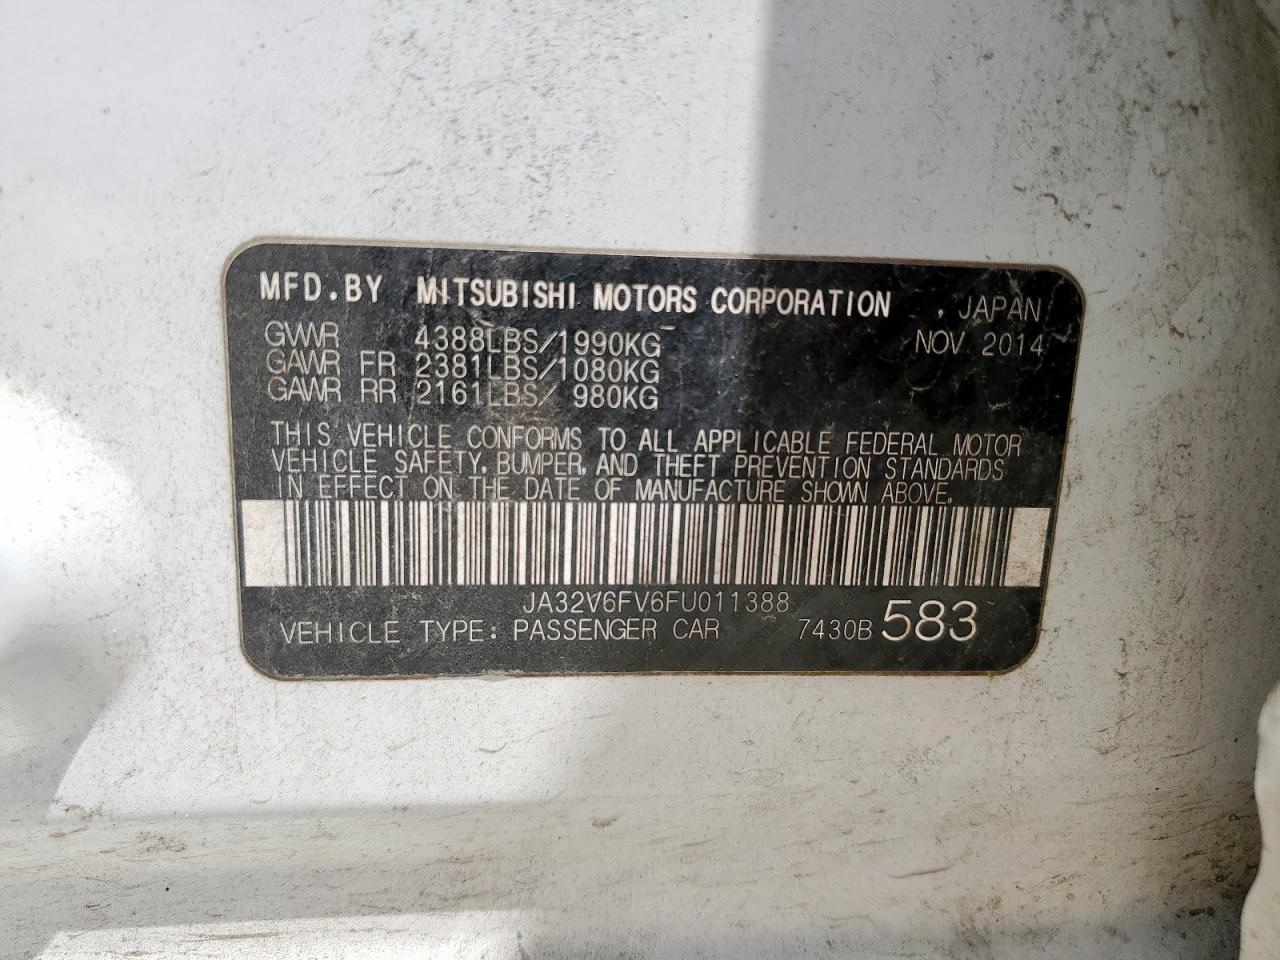 MFD.BY MITSUBISHI MOTORS CORPORATION , JAPAN
GVWR 4388LBS/1990KG NOV 2014
GAWR FR 2381LBS/1080KG
GAWR RR 2161LBS/ 980KG
THIS VEHICLE CONFORMS TO ALL APPLICABLE FEDERAL MOTOR
VEHICLE SAFETY, BUMPER, AND THEFT PREVENTION STANDARDS
IN EFFECT ON THE DATE OF MANUFACTURE SHOWN ABOVE.
JA32V6FV6FU011388
VEHICLE TYPE: PASSENGER CAR 7430B 583